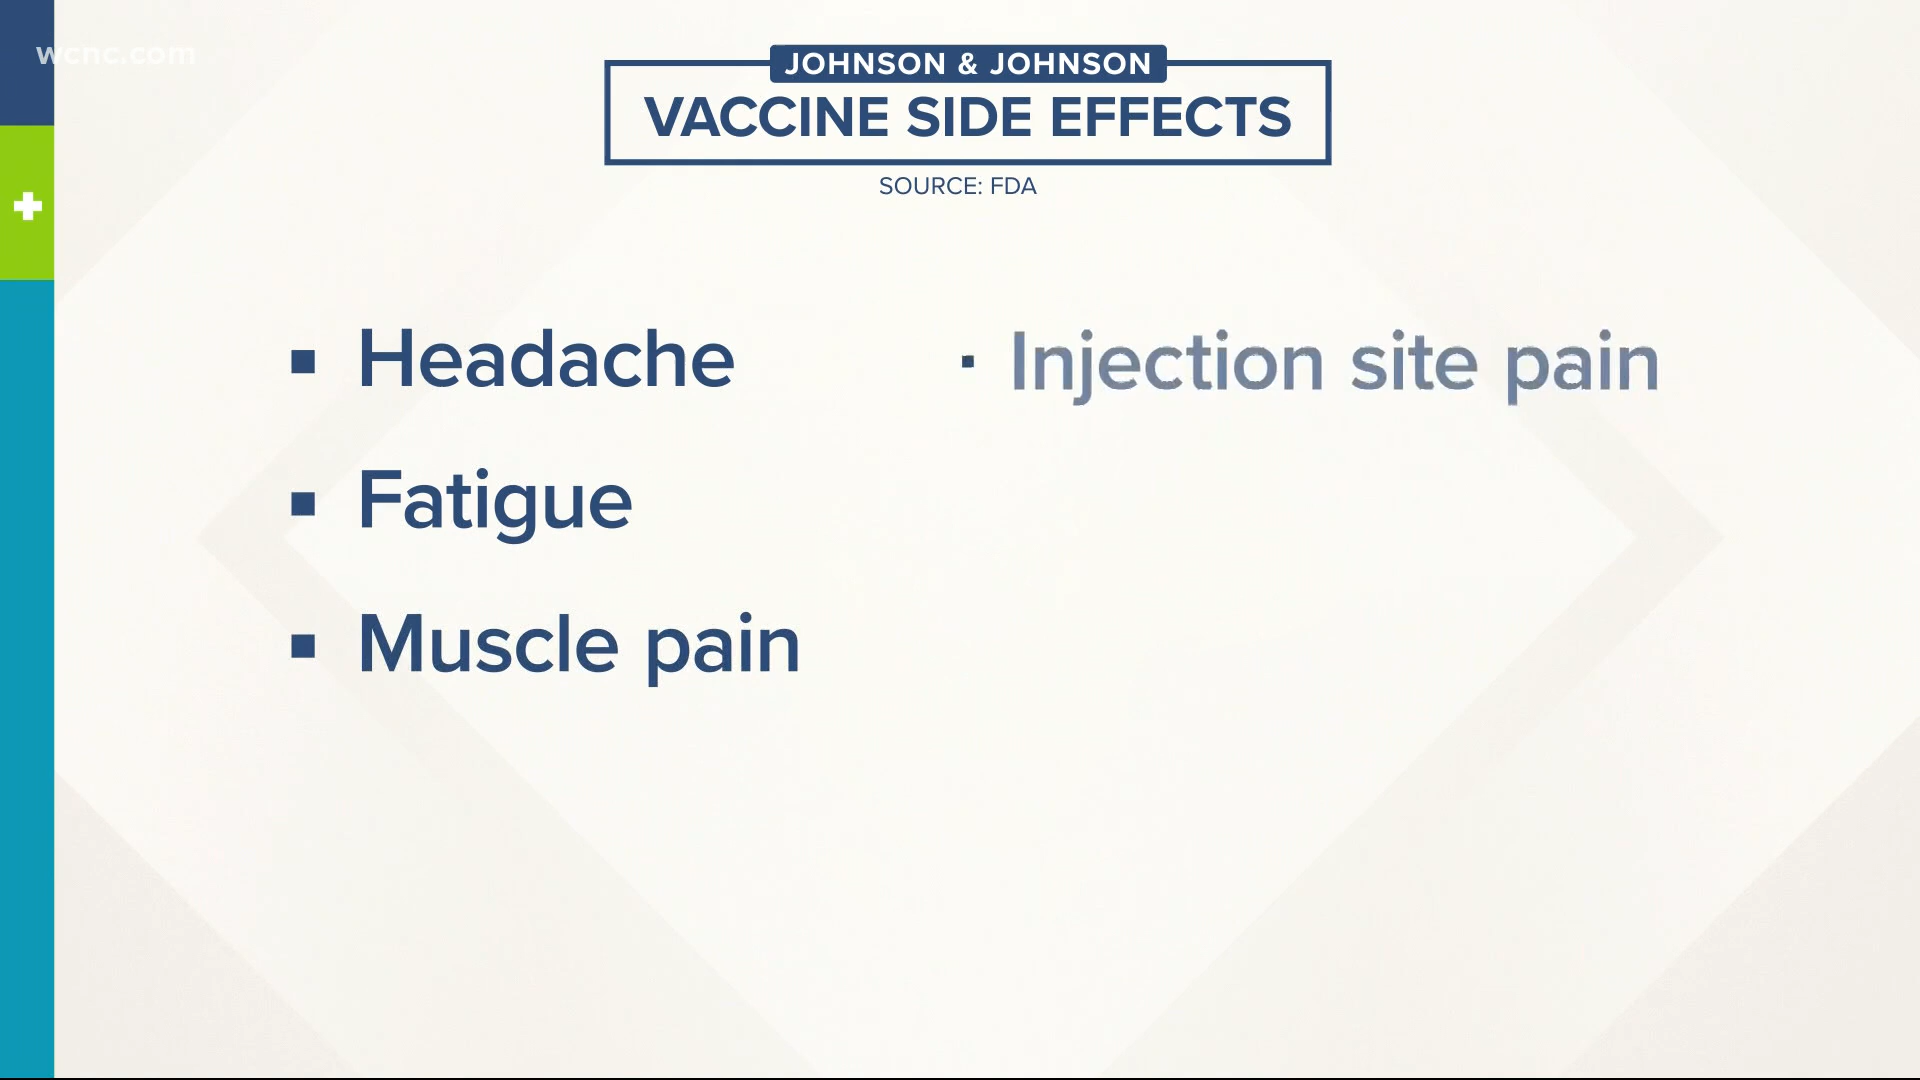 wcnc.com
JOHNSON & JOHNSON
VACCINE SIDE EFFECTS
SOURCE: FDA
▪ Headache
▪ Fatigue
▪ Muscle pain
▪ Injection site pain